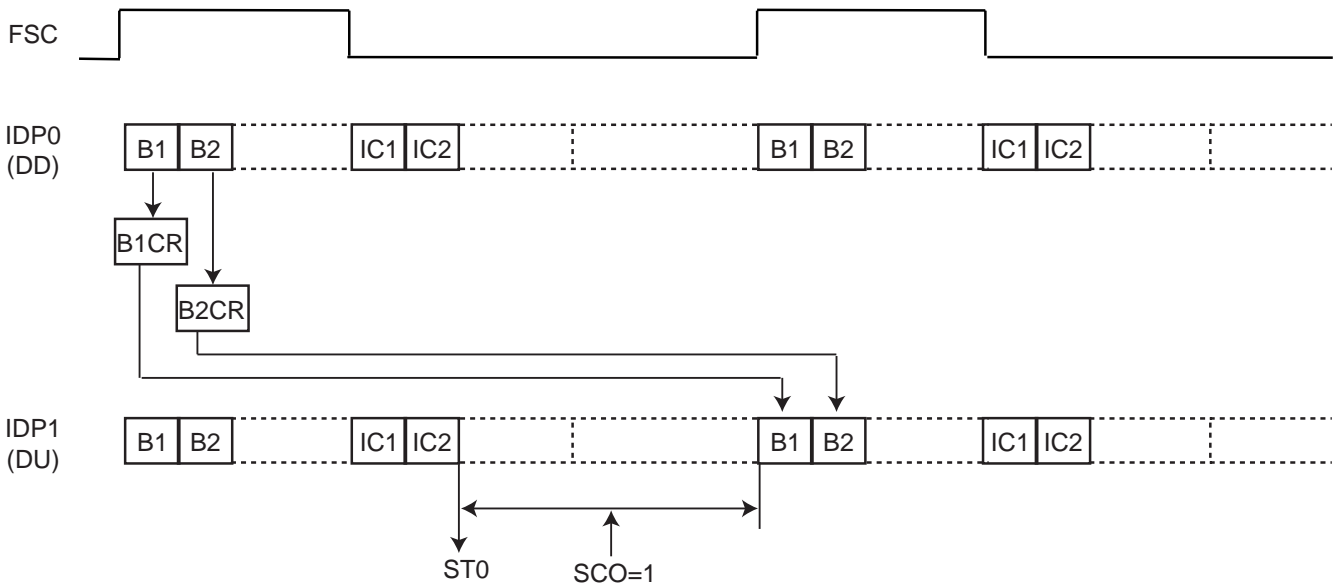 FSC
IDP0
(DD)
B1 B2 IC1 IC2 B1 B2 IC1 IC2
B1CR
B2CR
IDP1
(DU)
B1 B2 IC1 IC2 B1 B2 IC1 IC2
ST0 SCO=1